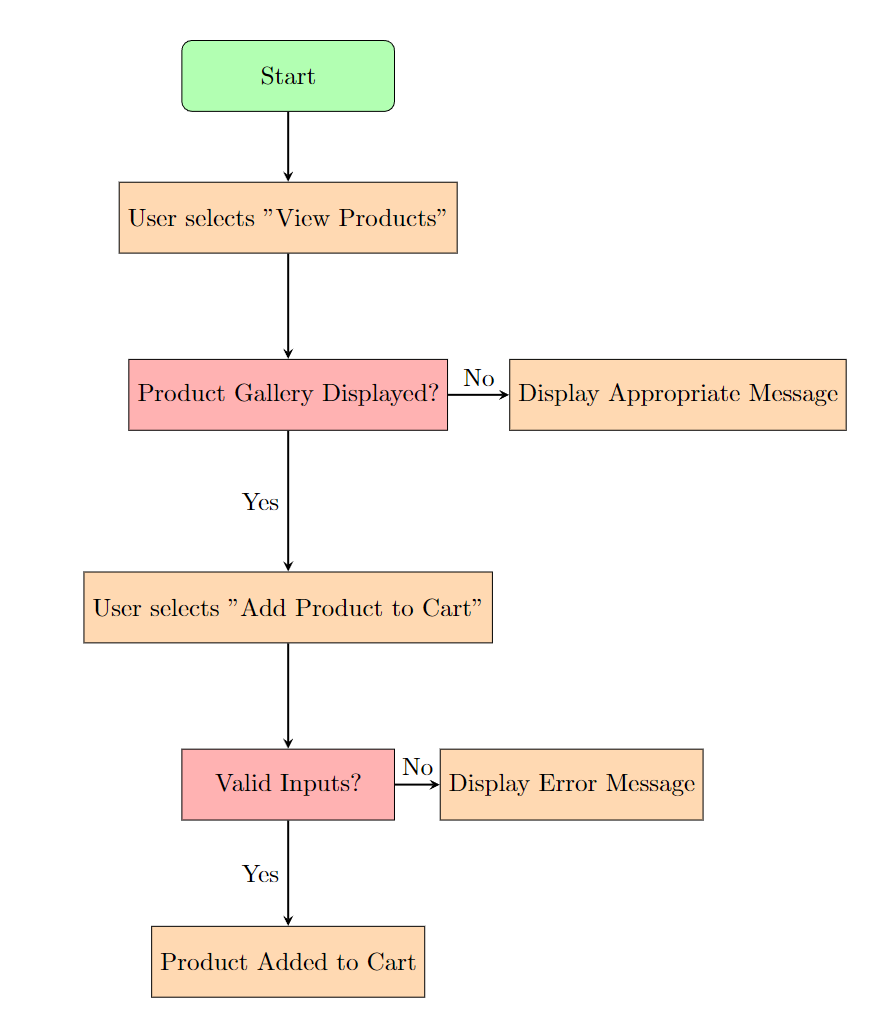 Start
User selects ”View Products”
Product Gallery Displayed?
No
Display Appropriate Message
Yes
User selects ”Add Product to Cart”
Valid Inputs?
No
Display Error Message
Yes
Product Added to Cart